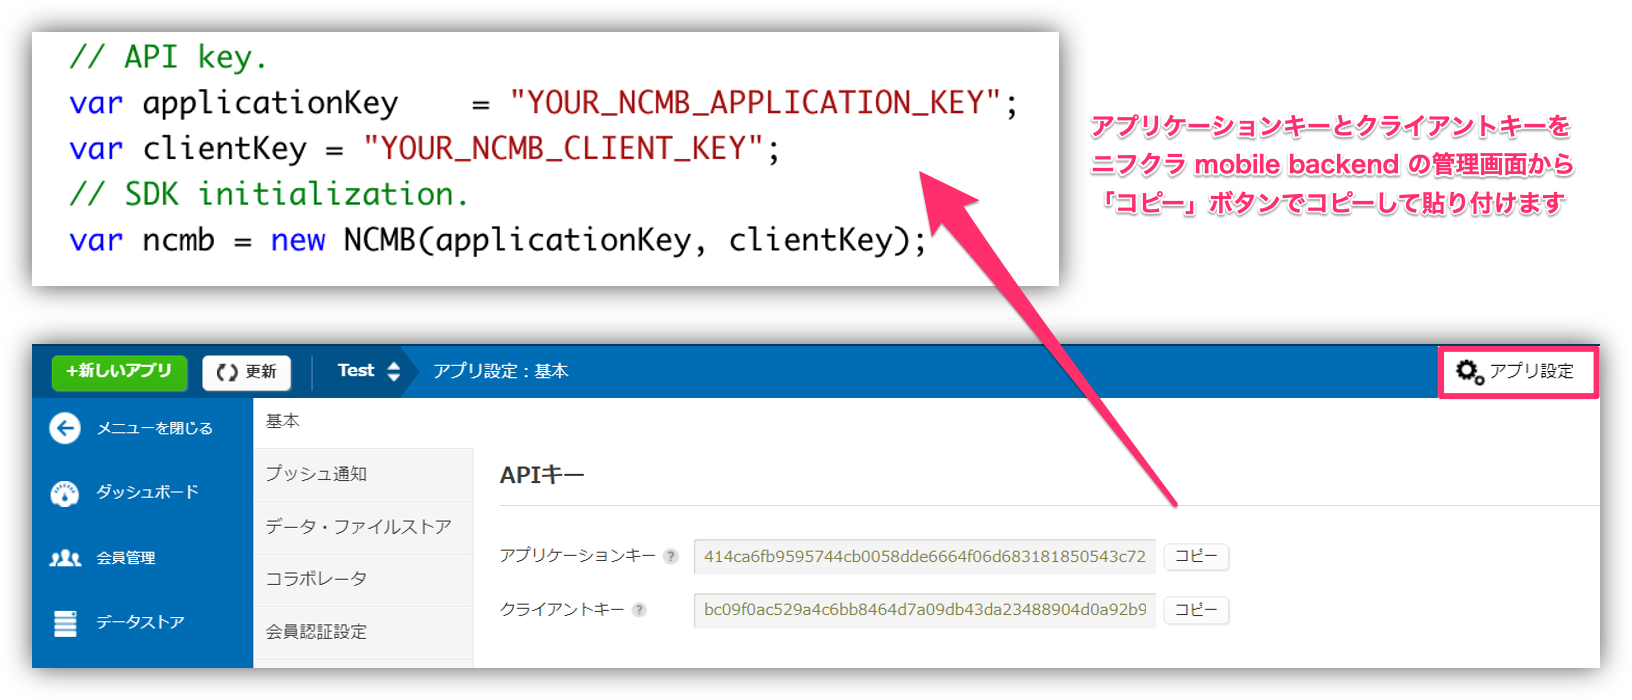 // API key.
var applicationKey    = "YOUR_NCMB_APPLICATION_KEY";
var clientKey = "YOUR_NCMB_CLIENT_KEY";
// SDK initialization.
var ncmb = new NCMB(applicationKey, clientKey);
アプリケーションキーとクライアントキーを
ニフクラ mobile backend の管理画面から
「コピー」ボタンでコピーして貼り付けます
+新しいアプリ
更新
Test
アプリ設定：基本
アプリ設定
メニューを閉じる
ダッシュボード
会員管理
データストア
基本
プッシュ通知
データ・ファイルストア
コラボレータ
会員認証設定
APIキー
アプリケーションキー ? 414ca6fb9595744cb0058dde6664f06d683181850543c72 コピー
クライアントキー ? bc09f0ac529a4c6bb8464d7a09db43da23488904d0a92b9 コピー